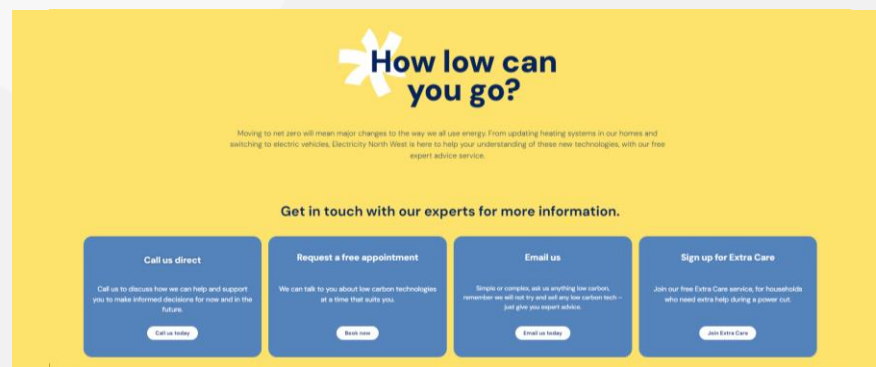 How low can
you go?
Moving to net zero will mean major changes to the way we all use energy. From updating heating systems in our homes and
switching to electric vehicles, Electricity North West is here to help your understanding of these new technologies, with our free
expert advice service.
Get in touch with our experts for more information.
Call us direct
Call us to discuss how we can help and support
you to make informed decisions for now and in the
future.
Call us today
Request a free appointment
We can talk to you about low carbon technologies
at a time that suits you.
Book now
Email us
Simple or complex, ask us anything low carbon,
remember we will not try and sell any low carbon tech –
just give you expert advice.
Email us today
Sign up for Extra Care
Join our free Extra Care service, for households
who need extra help during a power cut.
Join Extra Care